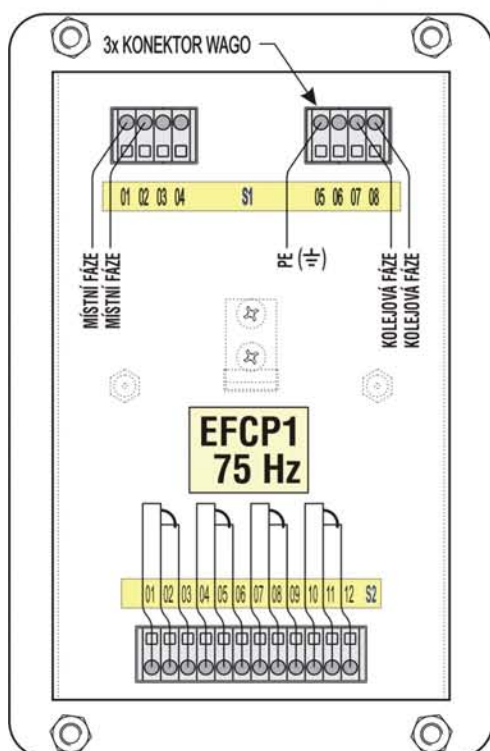 3x KONEKTOR WAGO
01 02 03 04 S1 05 06 07 08
MÍSTNÍ FÁZE
MÍSTNÍ FÁZE
PE (⏚)
KOLEJOVÁ FÁZE
KOLEJOVÁ FÁZE
EFCP1
75 Hz
01 02 03 04 05 06 07 08 09 10 11 12 S2